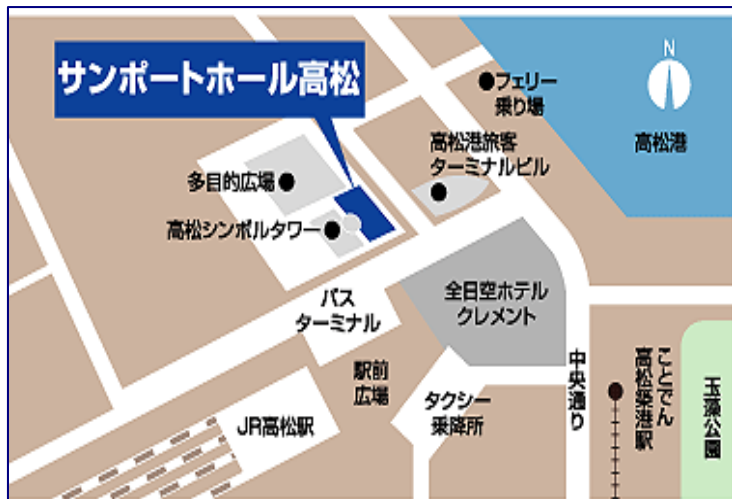 サンポートホール高松
N
フェリー
乗り場
高松港
高松港旅客
ターミナルビル
多目的広場
高松シンボルタワー
バス
ターミナル
全日空ホテル
クレメント
駅前
広場
タクシー
乗降所
JR高松駅
中央通り
ことでん
高松築港駅
玉藻公園